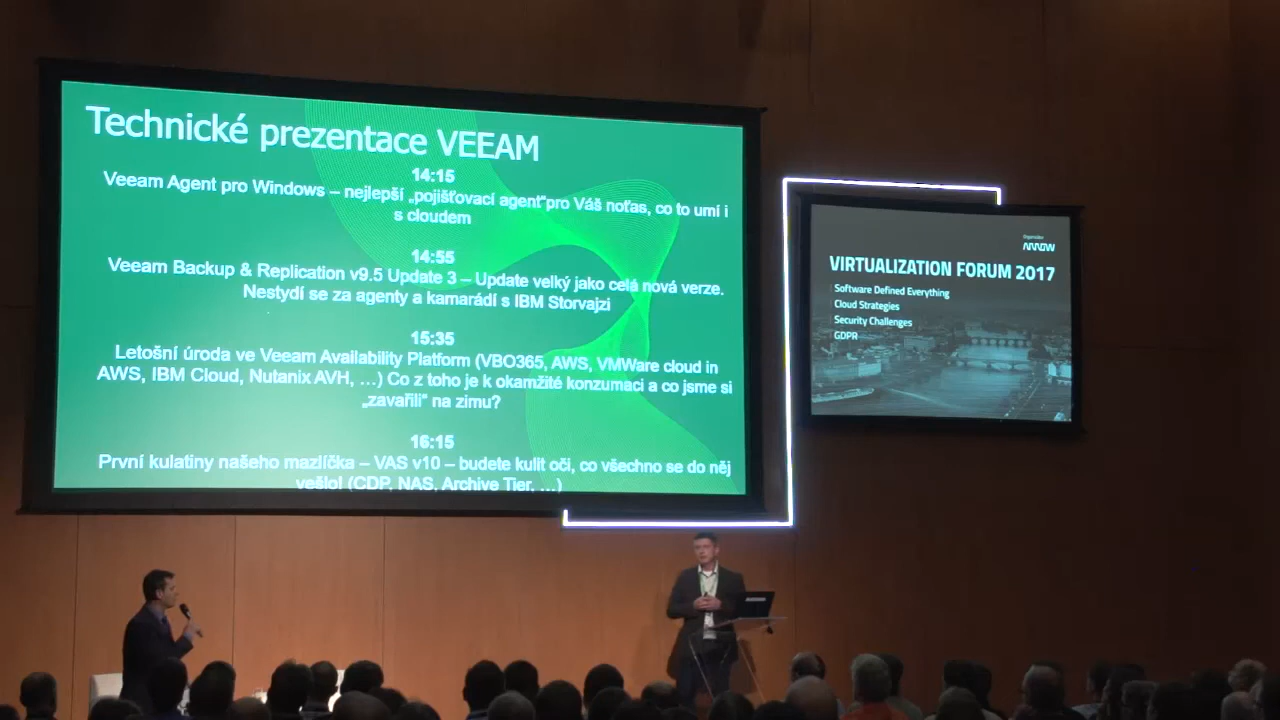 Technické prezentace VEEAM
14:15
Veeam Agent pro Windows – nejlepší „pojišťovací agent“pro Váš noťas, co to umí i
s cloudem
14:55
Veeam Backup & Replication v9.5 Update 3 – Update velký jako celá nová verze.
Nestydí se za agenty a kamarádí s IBM Storvajzi
15:35
Letošní úroda ve Veeam Availability Platform (VBO365, AWS, VMWare cloud in
AWS, IBM Cloud, Nutanix AVH, …) Co z toho je k okamžité konzumaci a co jsme si
„zavařili“ na zimu?
16:15
První kulatiny našeho mazlíčka – VAS v10 – budete kulit oči, co všechno se do něj
vešlo! (CDP, NAS, Archive Tier, …)
ARROW
VIRTUALIZATION FORUM 2017
Software Defined Everything
Cloud Strategies
Security Challenges
GDPR